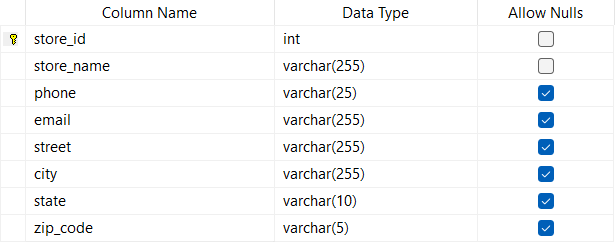 Column Name Data Type Allow Nulls
store_id int
store_name varchar(255)
phone varchar(25)
email varchar(255)
street varchar(255)
city varchar(255)
state varchar(10)
zip_code varchar(5)